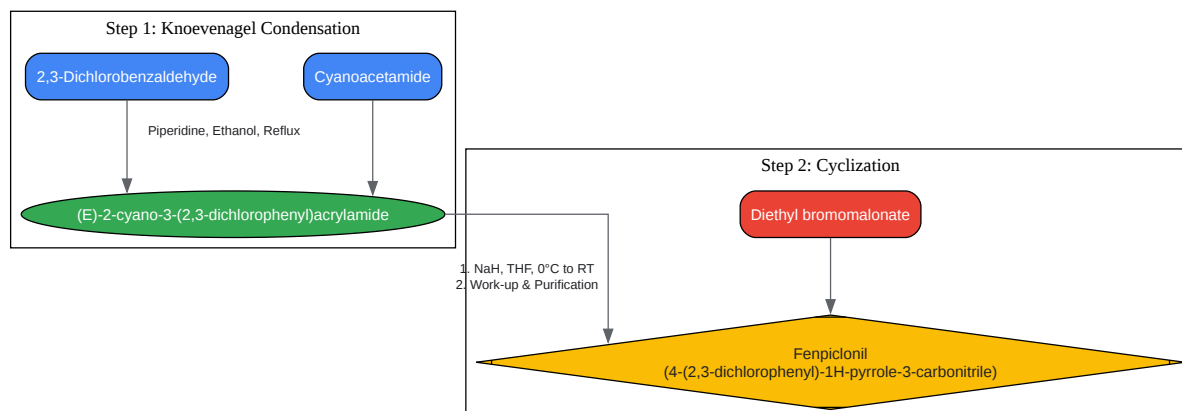 Step 1: Knoevenagel Condensation
2,3-Dichlorobenzaldehyde
Cyanoacetamide
Piperidine, Ethanol, Reflux
(E)-2-cyano-3-(2,3-dichlorophenyl)acrylamide
Step 2: Cyclization
Diethyl bromomalonate
1. NaH, THF, 0°C to RT
2. Work-up & Purification
Fenpiclonil
(4-(2,3-dichlorophenyl)-1H-pyrrole-3-carbonitrile)